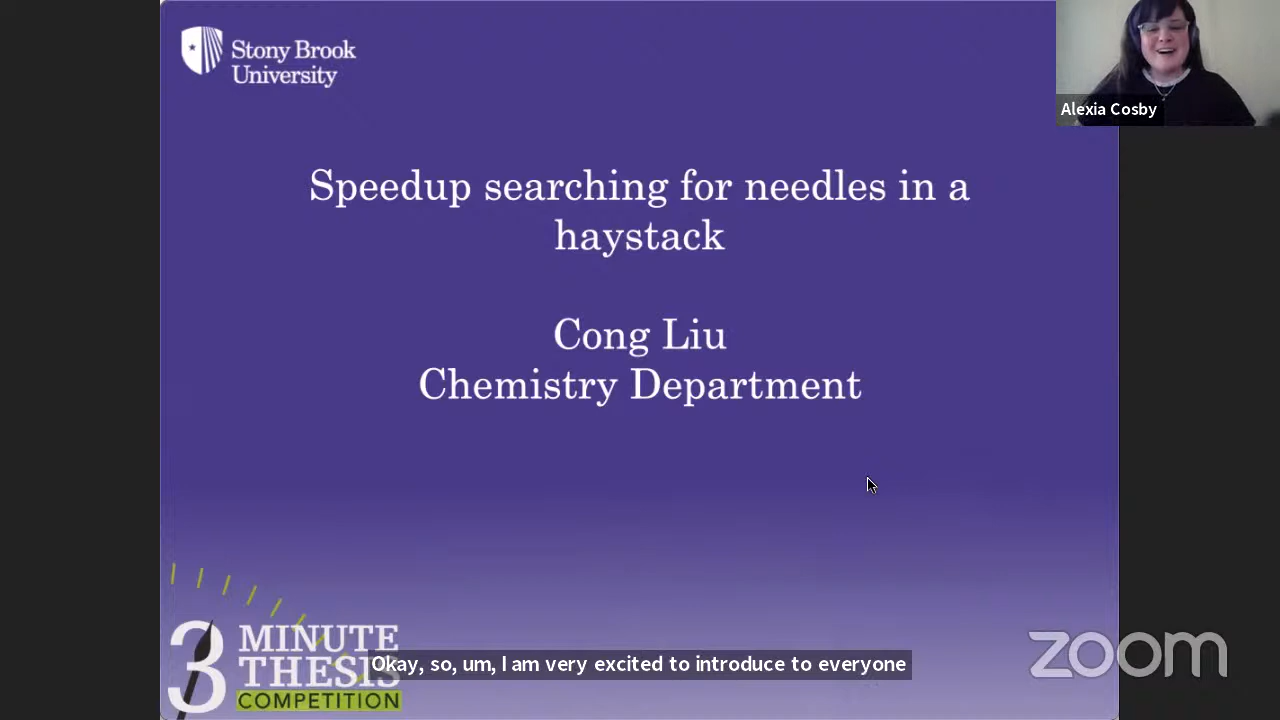 Stony Brook
University
Alexia Cosby
Speedup searching for needles in a
haystack
Cong Liu
Chemistry Department
3 MINUTE
THESIS
COMPETITION
Okay, so, um, I am very excited to introduce to everyone
zoom